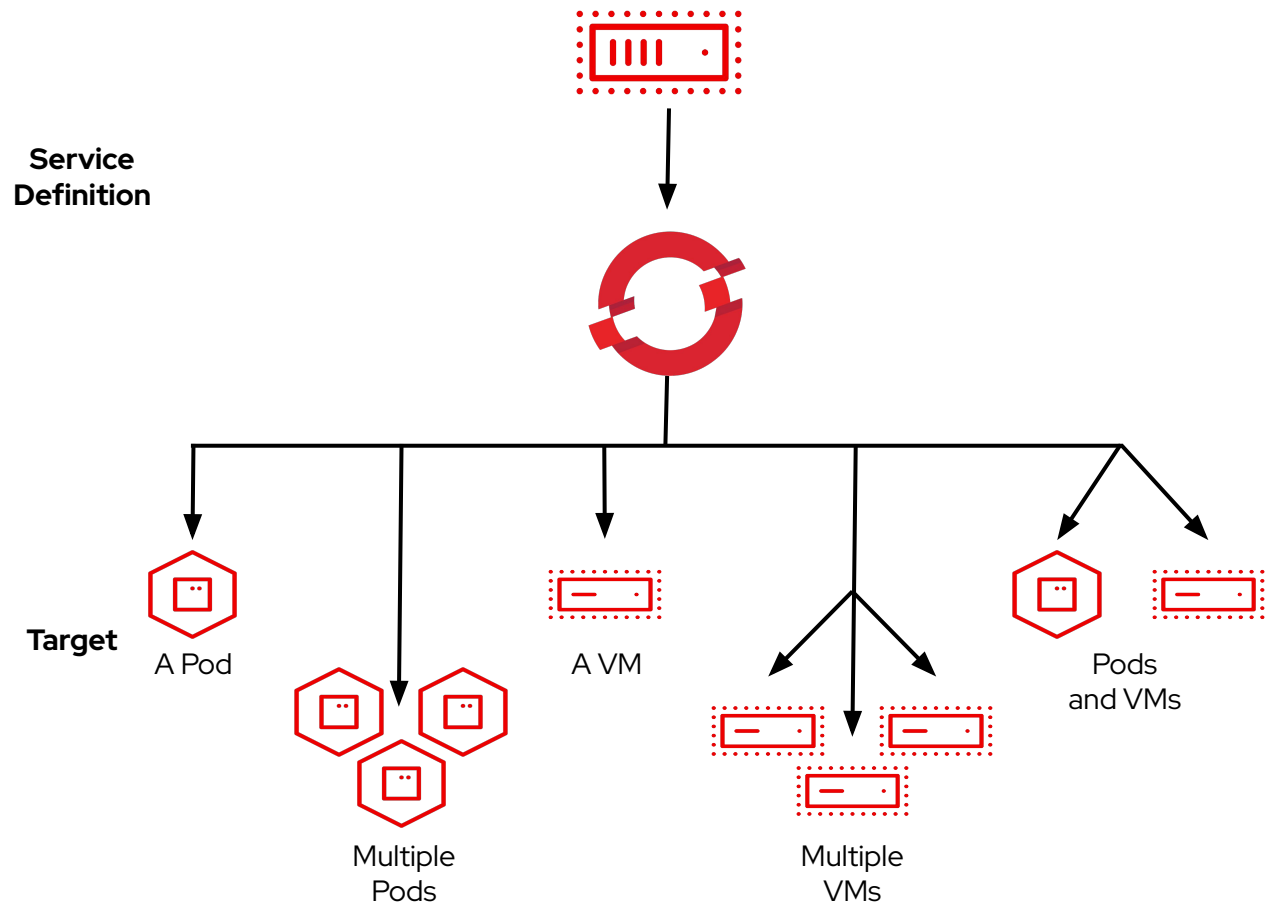 Service
Definition
Target
A Pod
A VM
Pods
and VMs
Multiple
Pods
Multiple
VMs